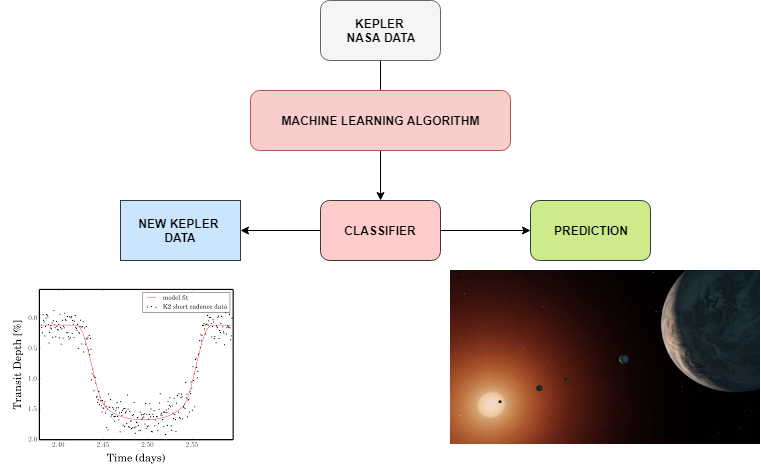 KEPLER
NASA DATA
MACHINE LEARNING ALGORITHM
NEW KEPLER
DATA
CLASSIFIER
PREDICTION
model fit
K2 short cadence data
Transit Depth [%]
0.0
0.5
1.0
1.5
2.0
2.40 2.45 2.50 2.55
Time (days)